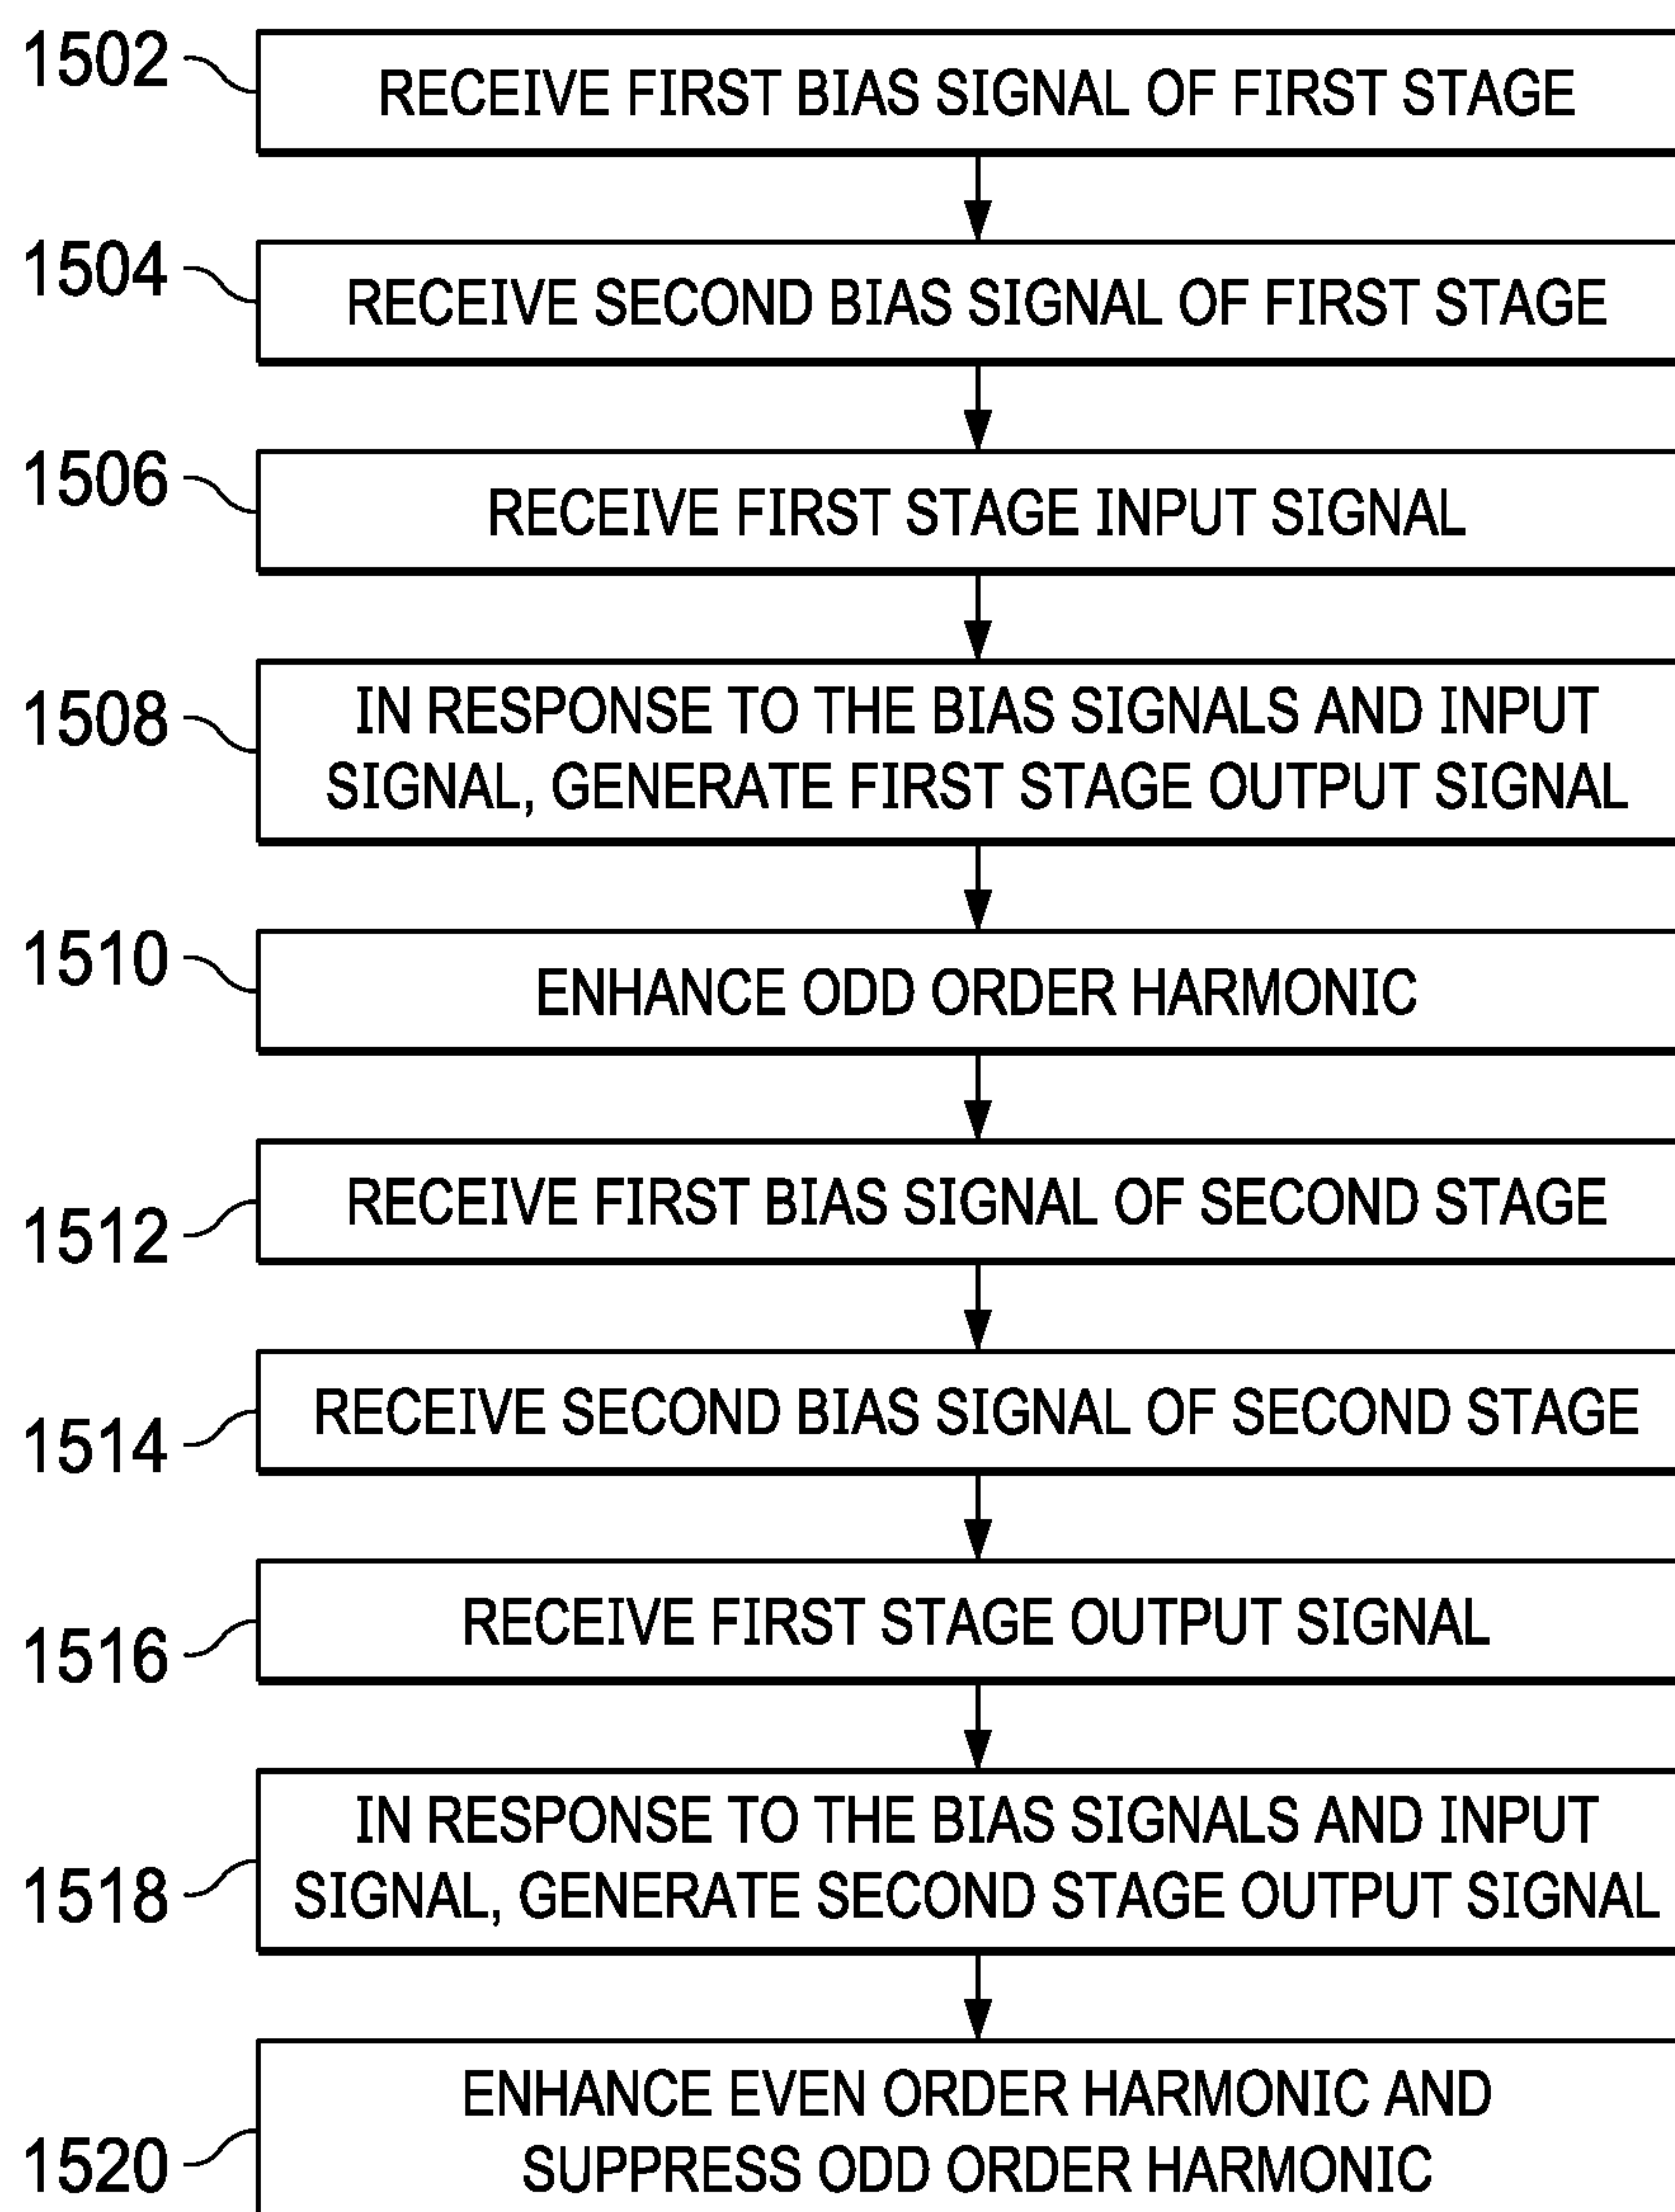 1502
RECEIVE FIRST BIAS SIGNAL OF FIRST STAGE
1504
RECEIVE SECOND BIAS SIGNAL OF FIRST STAGE
1506
RECEIVE FIRST STAGE INPUT SIGNAL
1508
IN RESPONSE TO THE BIAS SIGNALS AND INPUT
SIGNAL, GENERATE FIRST STAGE OUTPUT SIGNAL
1510
ENHANCE ODD ORDER HARMONIC
1512
RECEIVE FIRST BIAS SIGNAL OF SECOND STAGE
1514
RECEIVE SECOND BIAS SIGNAL OF SECOND STAGE
1516
RECEIVE FIRST STAGE OUTPUT SIGNAL
1518
IN RESPONSE TO THE BIAS SIGNALS AND INPUT
SIGNAL, GENERATE SECOND STAGE OUTPUT SIGNAL
1520
ENHANCE EVEN ORDER HARMONIC AND
SUPPRESS ODD ORDER HARMONIC